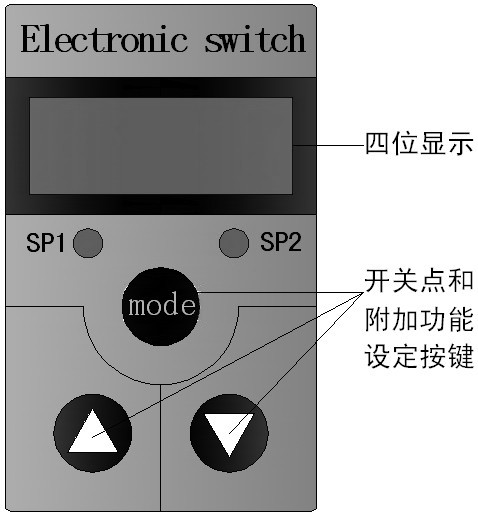 Electronic switch
四位显示
SP1
SP2
mode
开关点和
附加功能
设定按键